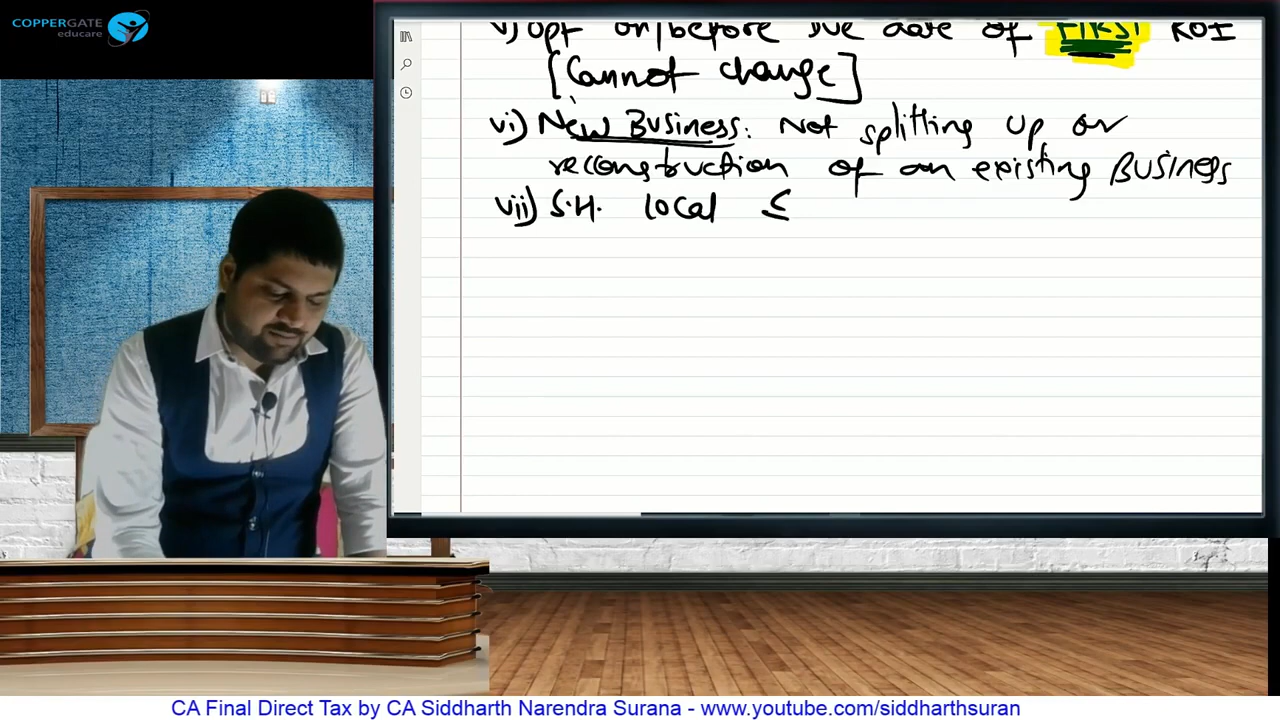 COPPERGATE
educare
v) opt on/before due date of FIRST ROI
[Cannot change]
vi) New Business: Not splitting up or
reconstruction of an existing Business
vii) S.H. local ≤
CA Final Direct Tax by CA Siddharth Narendra Surana - www.youtube.com/siddharthsuran